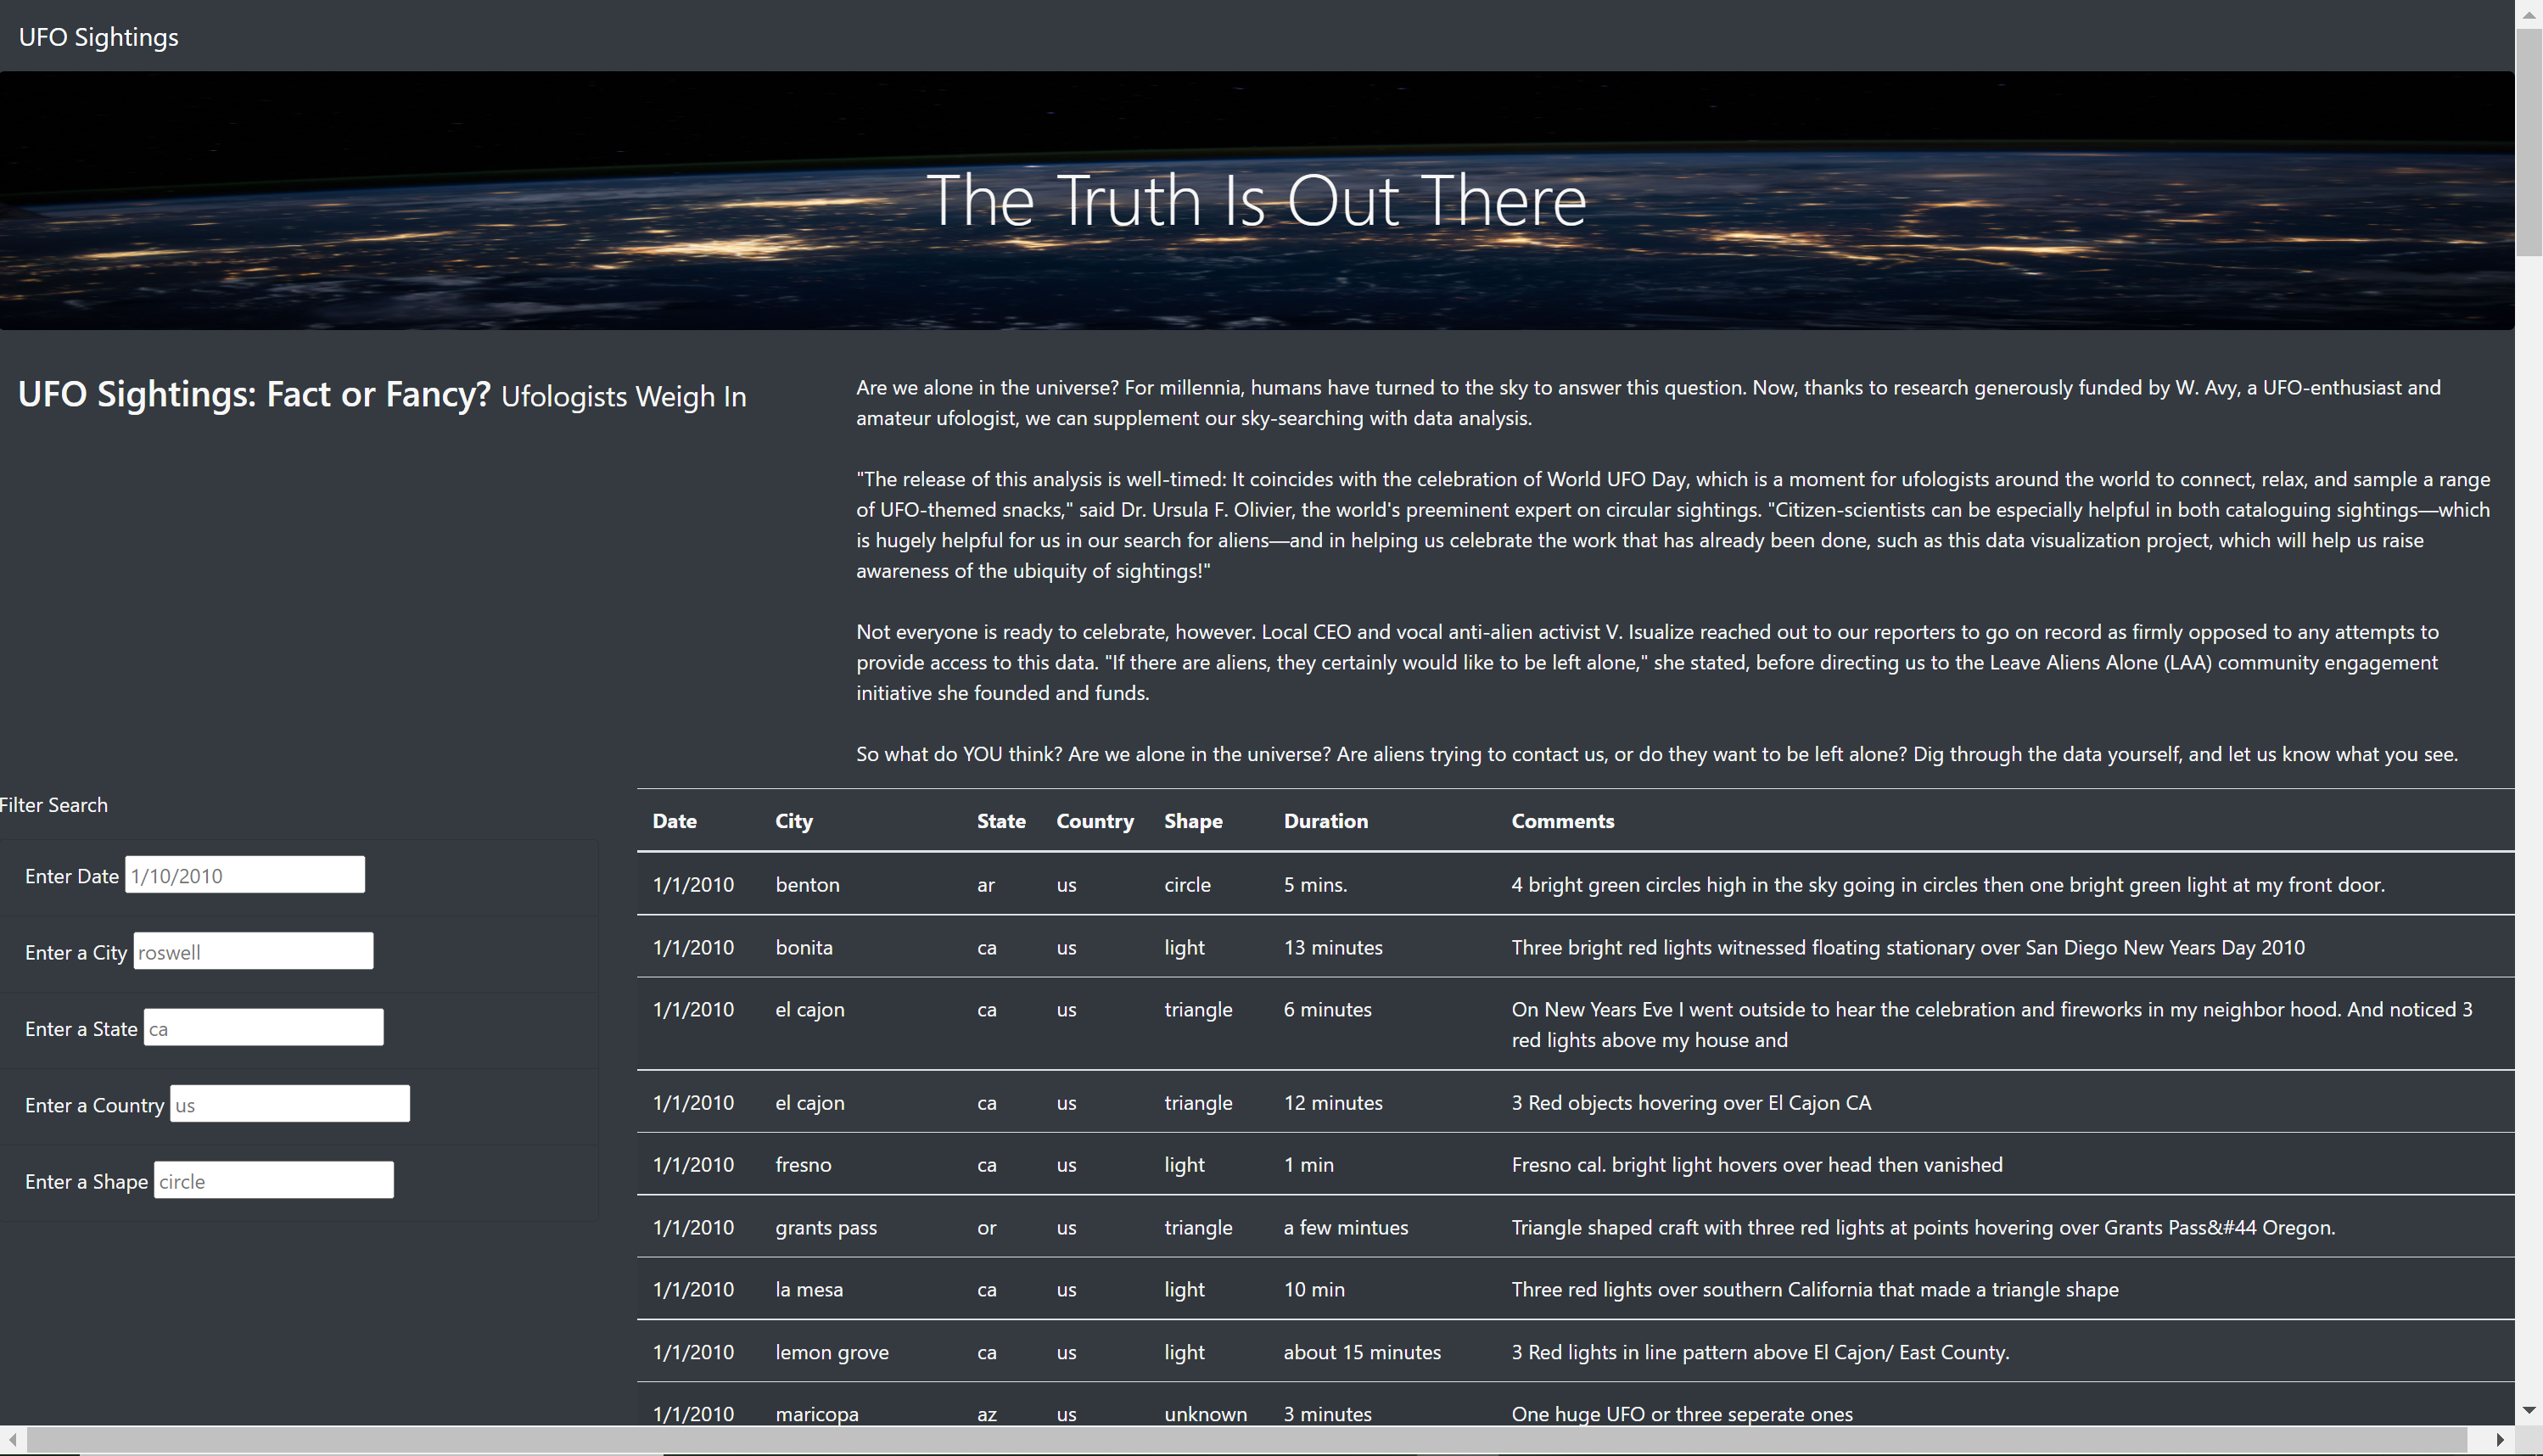 UFO Sightings
The Truth Is Out There
UFO Sightings: Fact or Fancy? Ufologists Weigh In
Are we alone in the universe? For millennia, humans have turned to the sky to answer this question. Now, thanks to research generously funded by W. Avy, a UFO-enthusiast and
amateur ufologist, we can supplement our sky-searching with data analysis.
"The release of this analysis is well-timed: It coincides with the celebration of World UFO Day, which is a moment for ufologists around the world to connect, relax, and sample a range
of UFO-themed snacks," said Dr. Ursula F. Olivier, the world's preeminent expert on circular sightings. "Citizen-scientists can be especially helpful in both cataloguing sightings—which
is hugely helpful for us in our search for aliens—and in helping us celebrate the work that has already been done, such as this data visualization project, which will help us raise
awareness of the ubiquity of sightings!"
Not everyone is ready to celebrate, however. Local CEO and vocal anti-alien activist V. Isualize reached out to our reporters to go on record as firmly opposed to any attempts to
provide access to this data. "If there are aliens, they certainly would like to be left alone," she stated, before directing us to the Leave Aliens Alone (LAA) community engagement
initiative she founded and funds.
So what do YOU think? Are we alone in the universe? Are aliens trying to contact us, or do they want to be left alone? Dig through the data yourself, and let us know what you see.
Filter Search
Enter Date 1/10/2010
Enter a City roswell
Enter a State ca
Enter a Country us
Enter a Shape circle
Date City State Country Shape Duration Comments
1/1/2010 benton ar us circle 5 mins. 4 bright green circles high in the sky going in circles then one bright green light at my front door.
1/1/2010 bonita ca us light 13 minutes Three bright red lights witnessed floating stationary over San Diego New Years Day 2010
1/1/2010 el cajon ca us triangle 6 minutes On New Years Eve I went outside to hear the celebration and fireworks in my neighbor hood. And noticed 3
red lights above my house and
1/1/2010 el cajon ca us triangle 12 minutes 3 Red objects hovering over El Cajon CA
1/1/2010 fresno ca us light 1 min Fresno cal. bright light hovers over head then vanished
1/1/2010 grants pass or us triangle a few mintues Triangle shaped craft with three red lights at points hovering over Grants Pass&#44 Oregon.
1/1/2010 la mesa ca us light 10 min Three red lights over southern California that made a triangle shape
1/1/2010 lemon grove ca us light about 15 minutes 3 Red lights in line pattern above El Cajon/ East County.
1/1/2010 maricopa az us unknown 3 minutes One huge UFO or three seperate ones